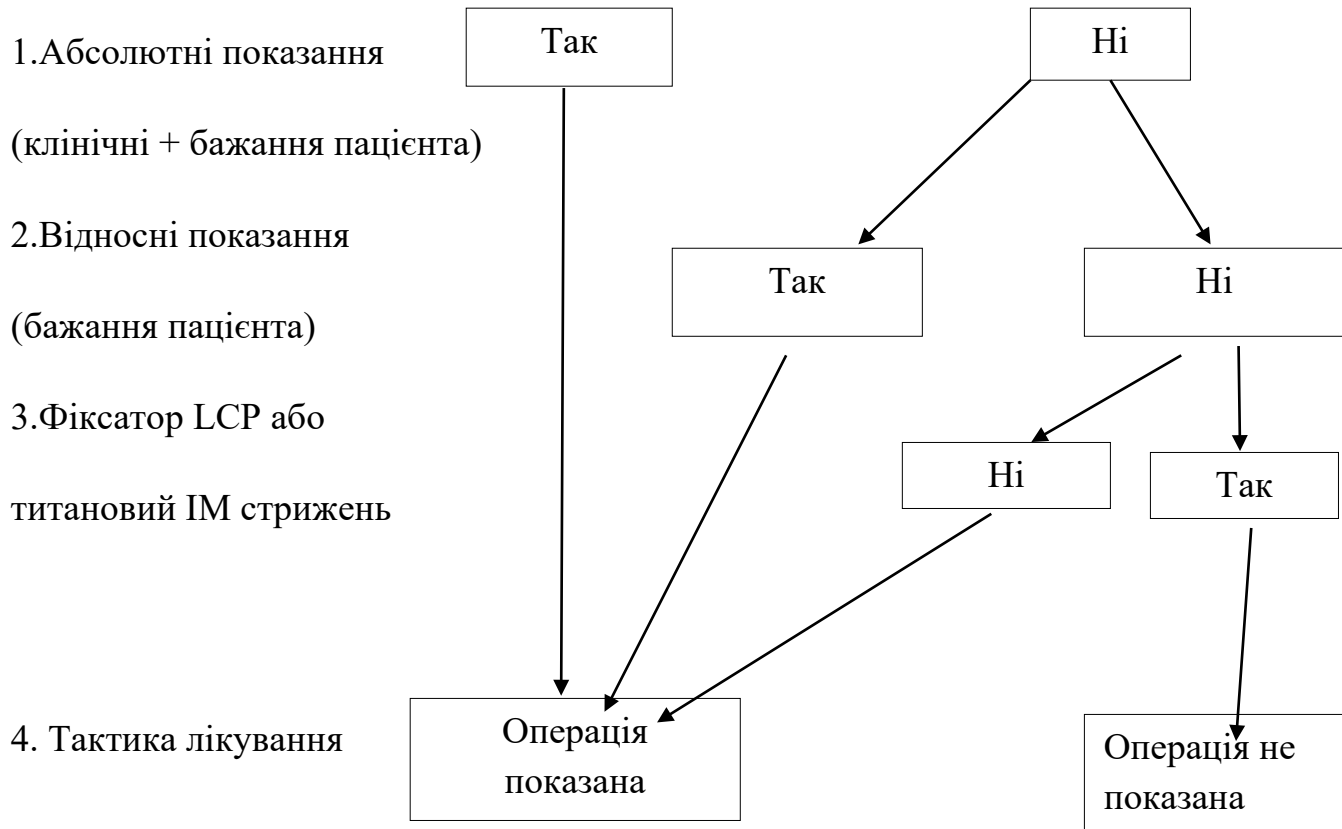 1.Абсолютні показання
Так
Ні
(клінічні + бажання пацієнта)
2.Відносні показання
Так
Ні
(бажання пацієнта)
3.Фіксатор LCP або
Ні
Так
титановий ІМ стрижень
4. Тактика лікування
Операція
показана
Операція не
показана